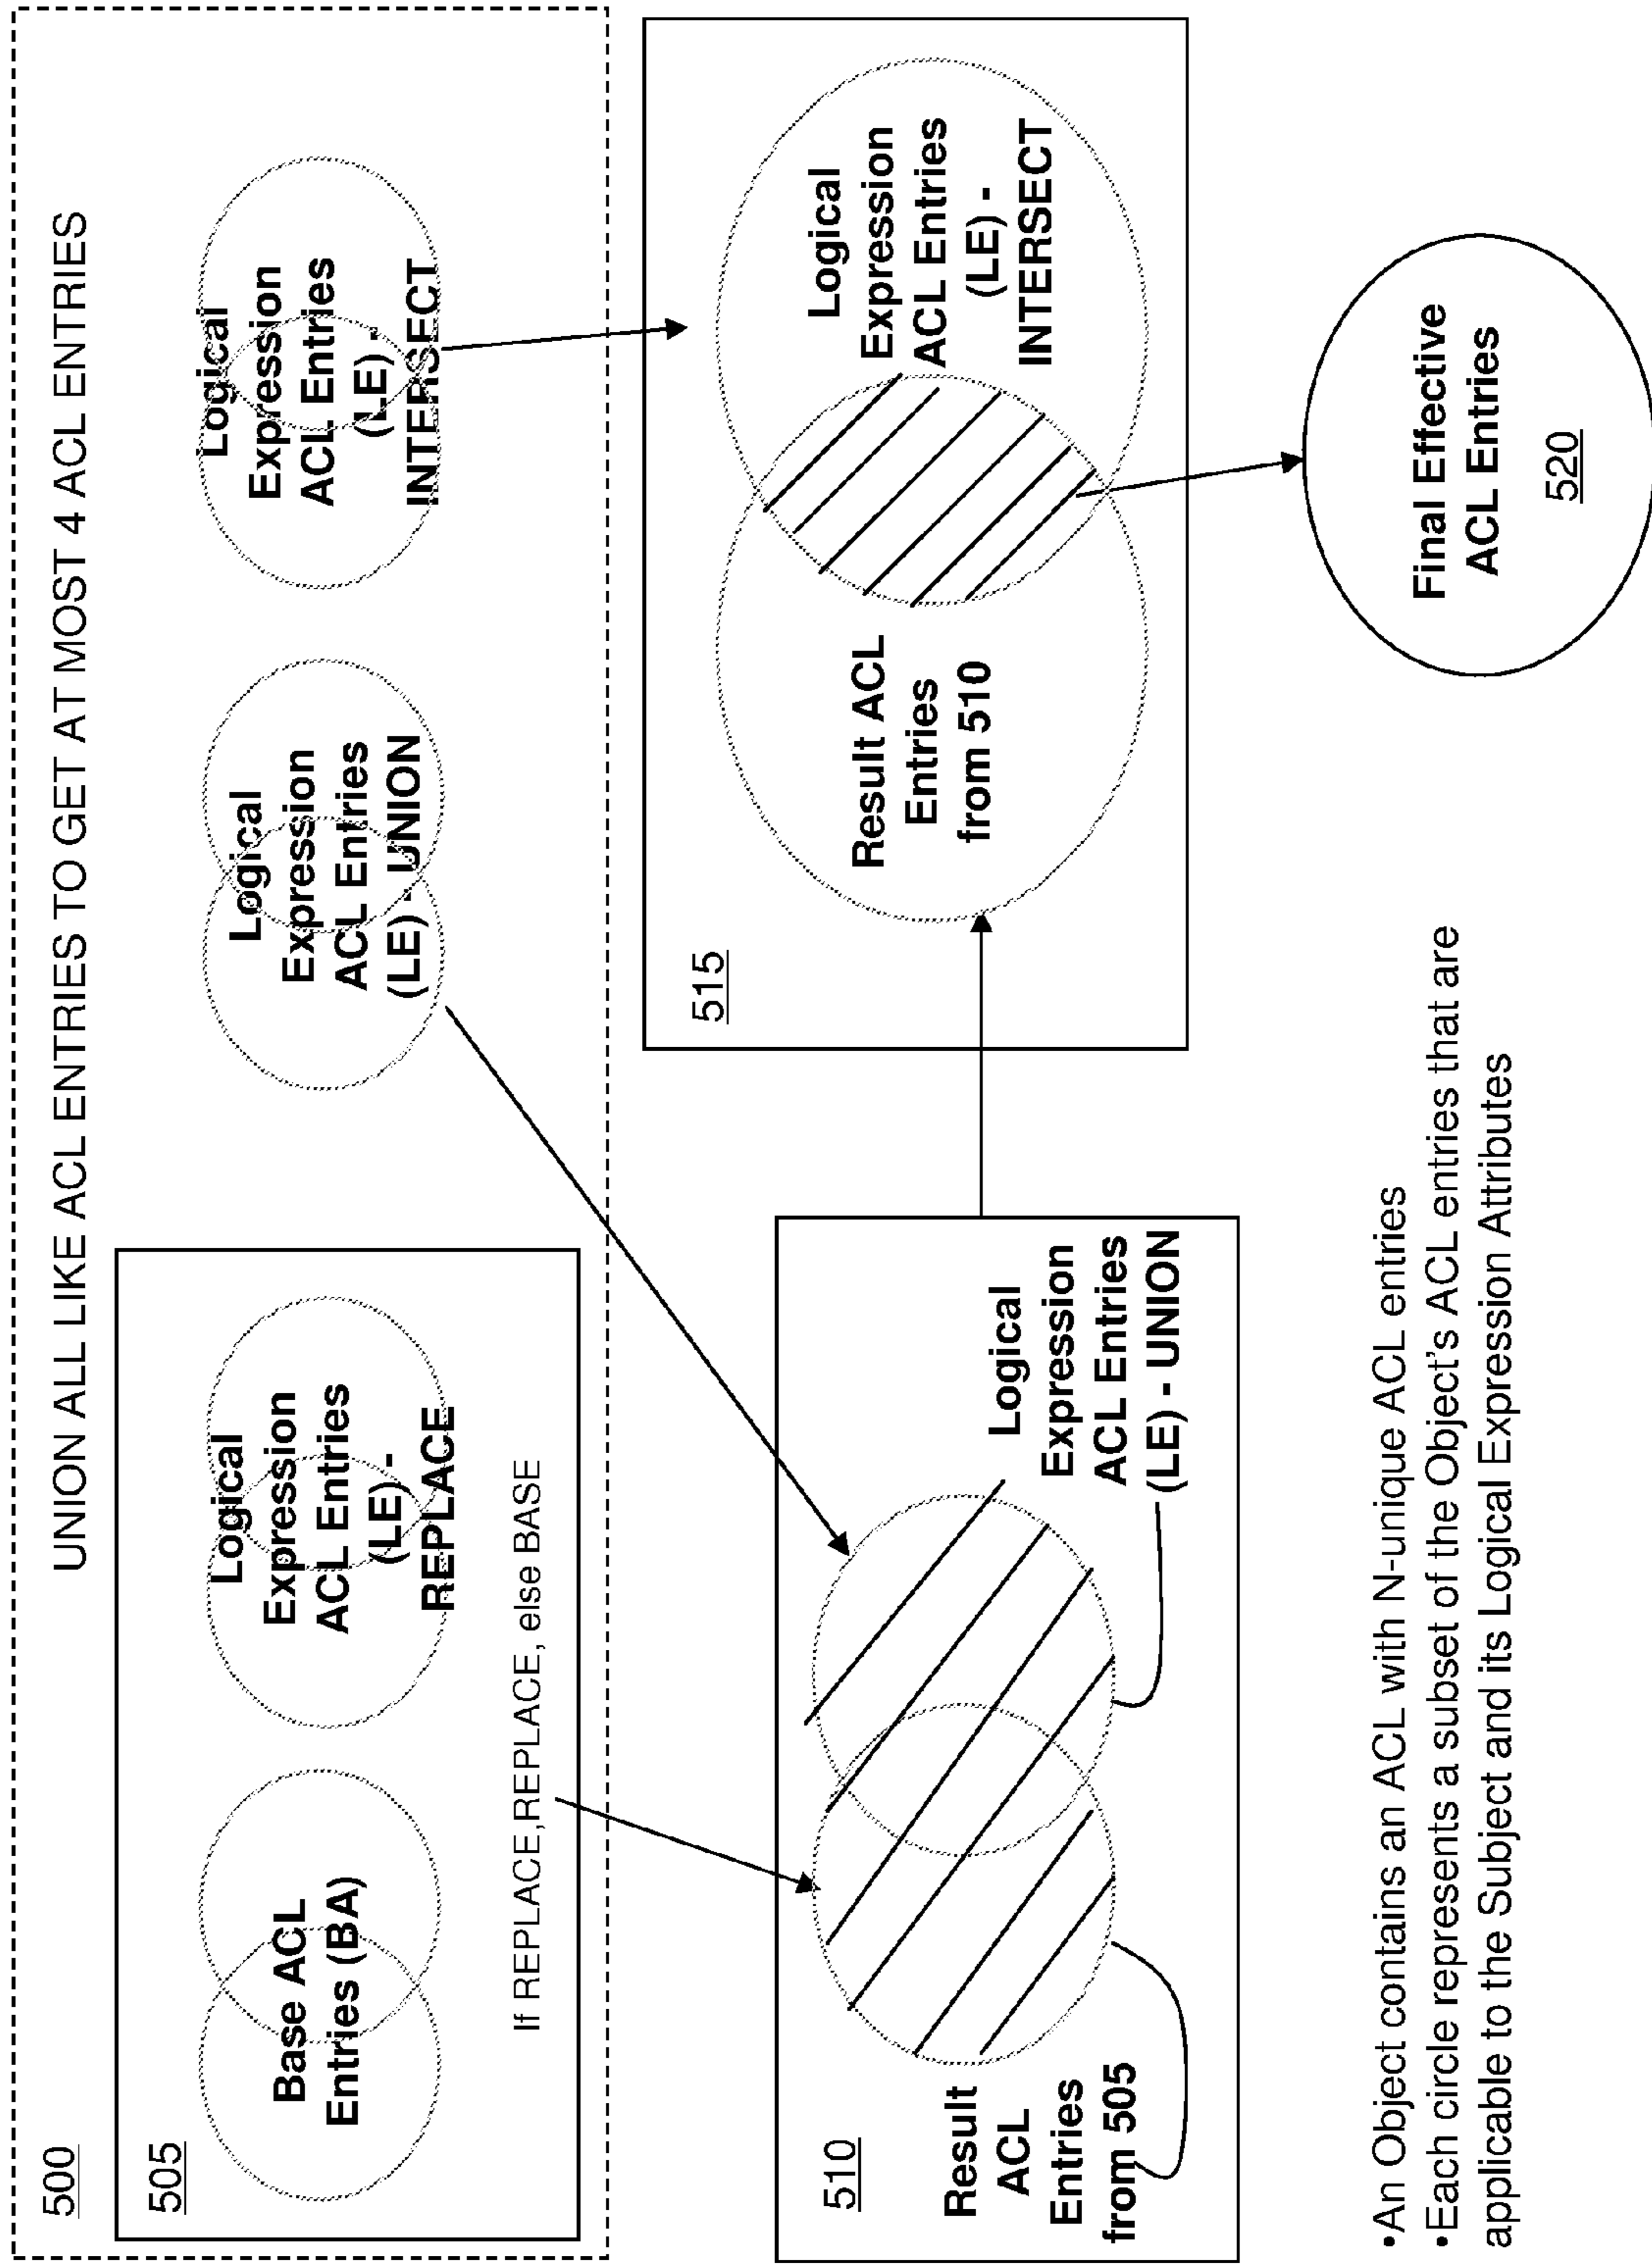 500
UNION ALL LIKE ACL ENTRIES TO GET AT MOST 4 ACL ENTRIES
505
Base ACL
Entries (BA)
Logical
Expression
ACL Entries
(LE) -
REPLACE
If REPLACE,REPLACE, else BASE
Logical
Expression
ACL Entries
(LE) - UNION
Logical
Expression
ACL Entries
(LE) -
INTERSECT
510
Result
ACL
Entries
from 505
Logical
Expression
ACL Entries
(LE) - UNION
515
Result ACL
Entries
from 510
Logical
Expression
ACL Entries
(LE) -
INTERSECT
Final Effective
ACL Entries
520
•An Object contains an ACL with N-unique ACL entries
•Each circle represents a subset of the Object's ACL entries that are
applicable to the Subject and its Logical Expression Attributes